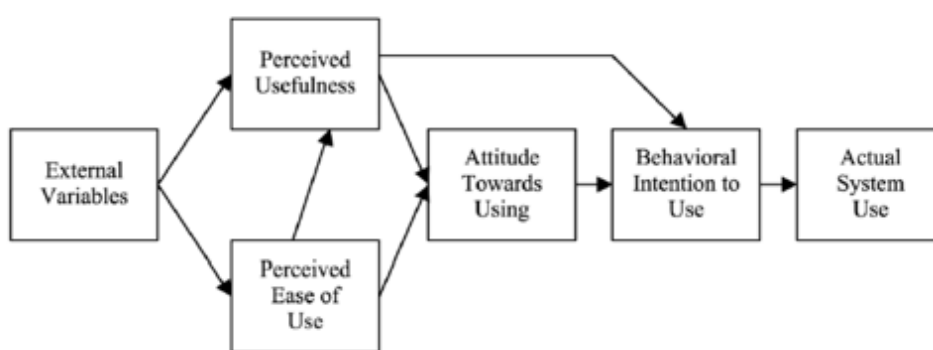 Perceived
Usefulness
External
Variables
Attitude
Towards
Using
Behavioral
Intention to
Use
Actual
System
Use
Perceived
Ease of
Use